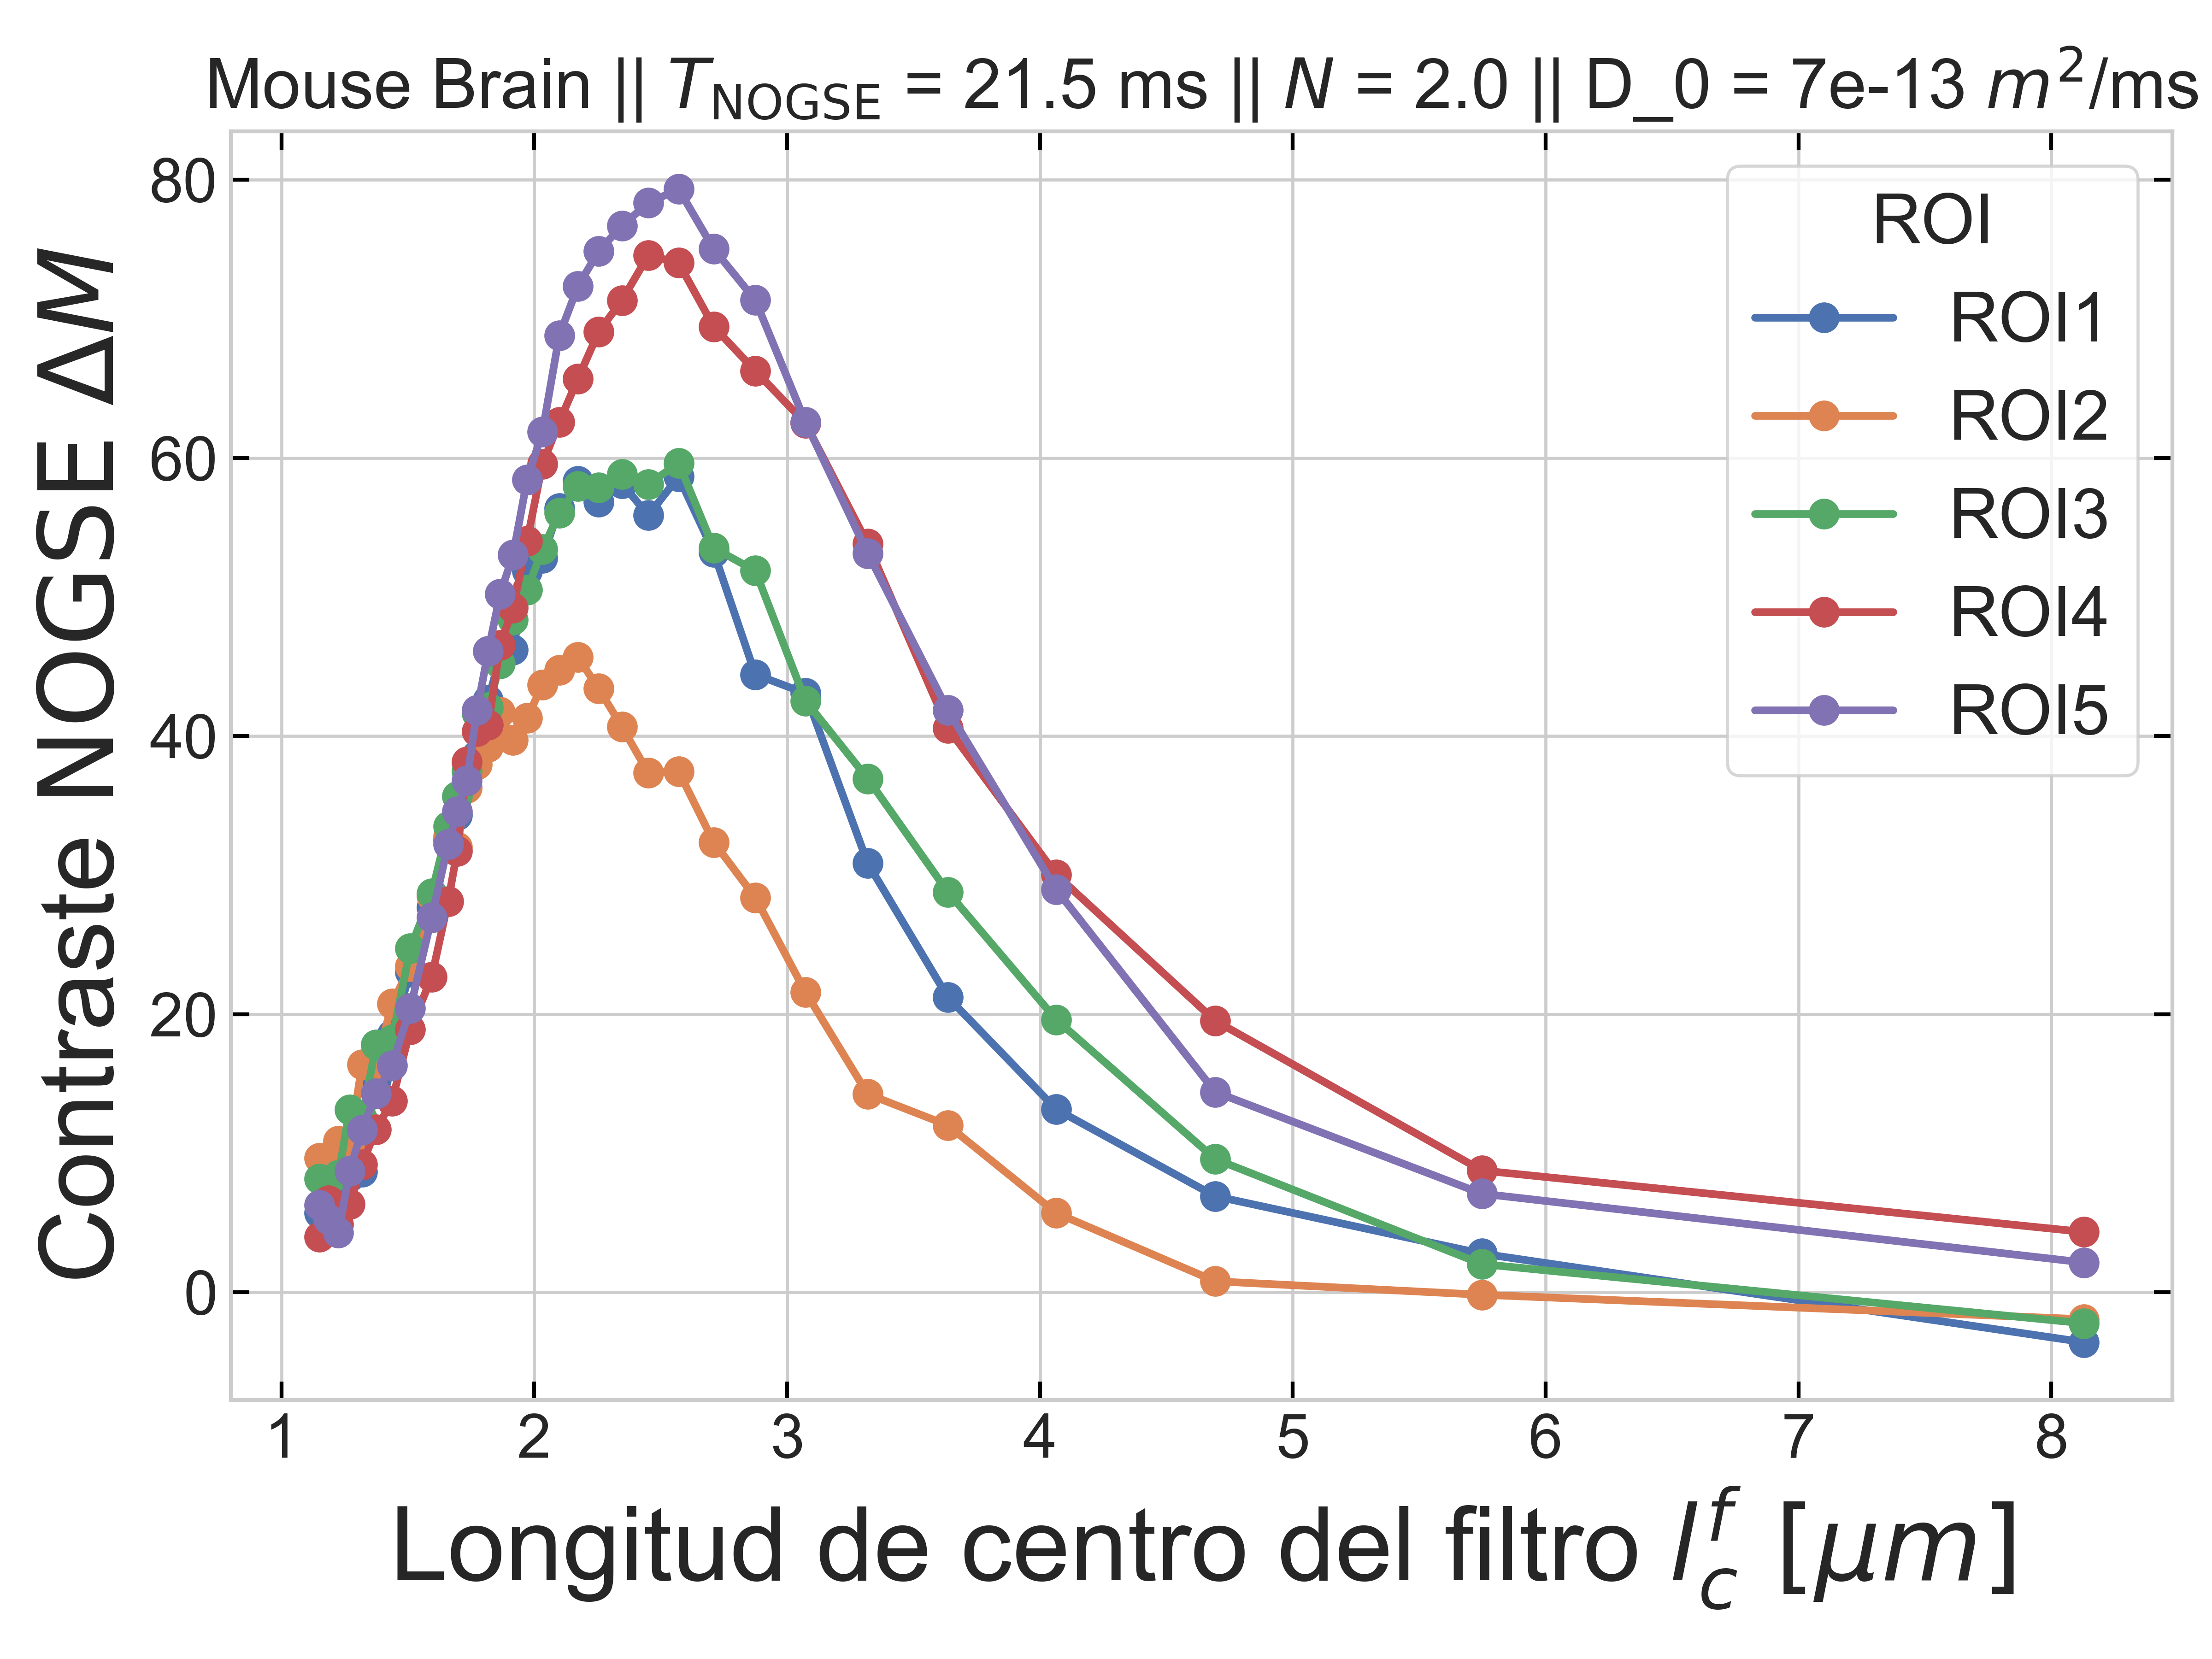 Mouse Brain || T_NOGSE = 21.5 ms || N = 2.0 || D_0 = 7e-13 m²/ms
Contraste NOGSE ΔM
80
60
40
20
0
ROI
ROI1
ROI2
ROI3
ROI4
ROI5
1 2 3 4 5 6 7 8
Longitud de centro del filtro l_c^f [μm]